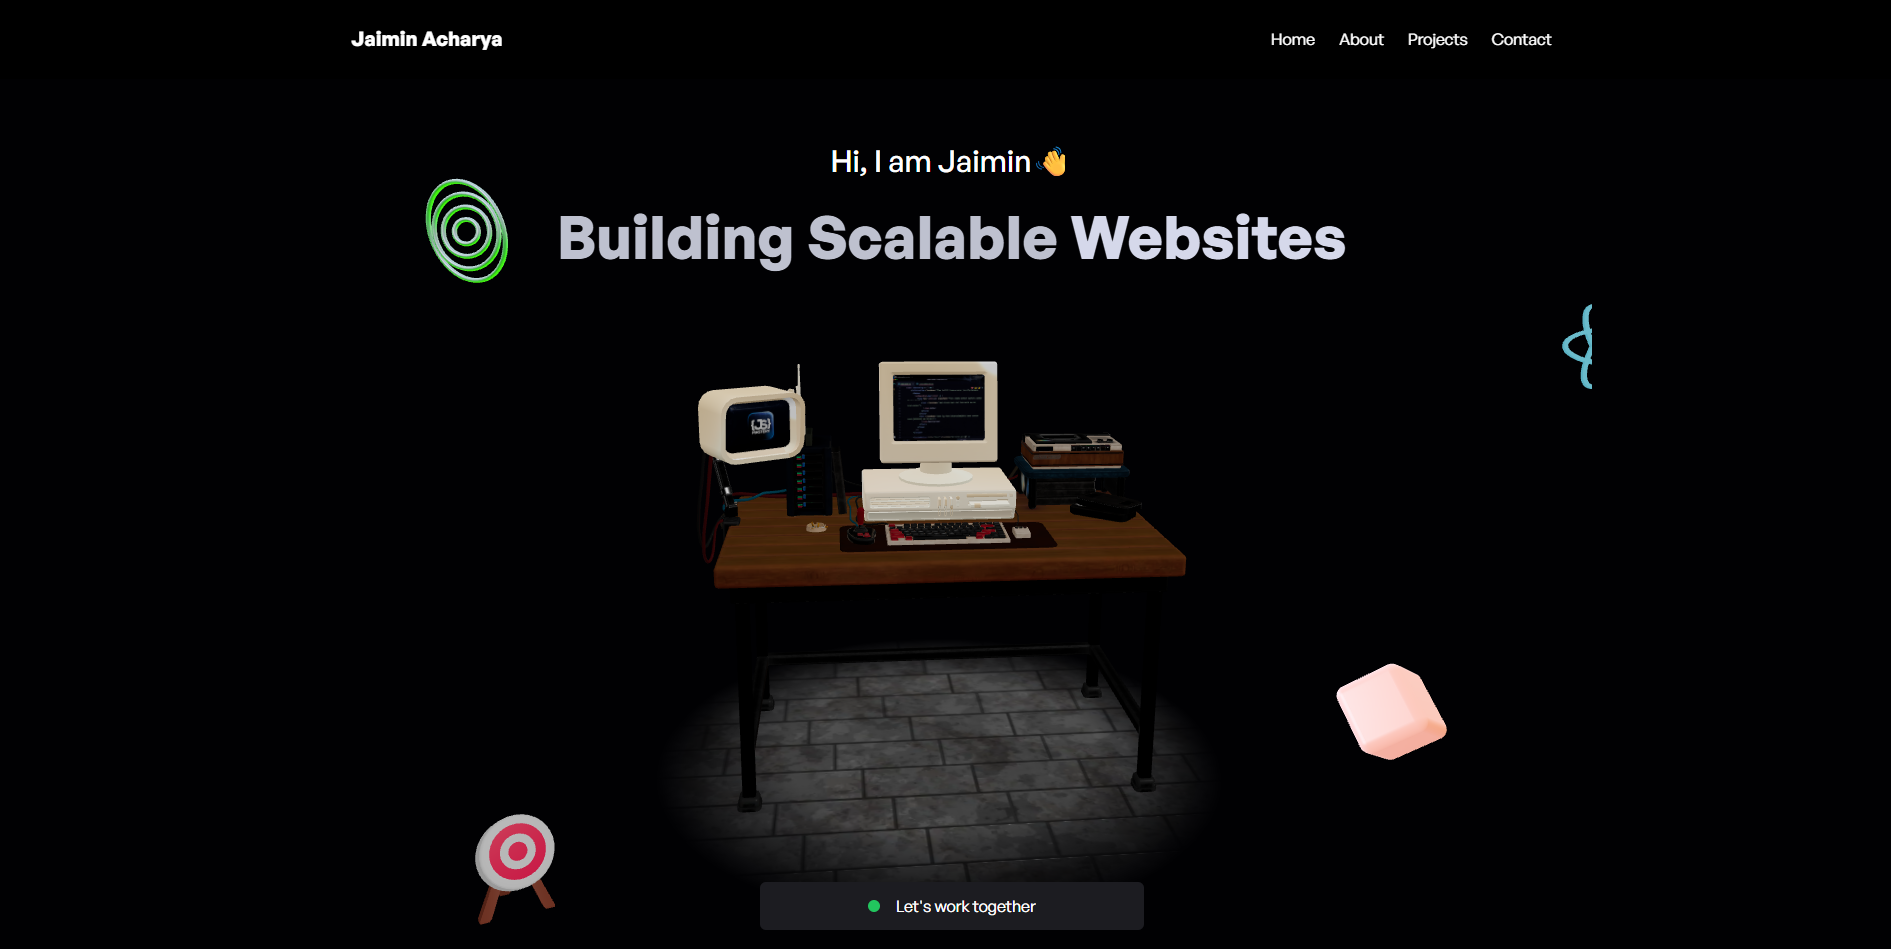 Jaimin Acharya
Home About Projects Contact
Hi, I am Jaimin 👋
Building Scalable Websites
{JS}
Let's work together